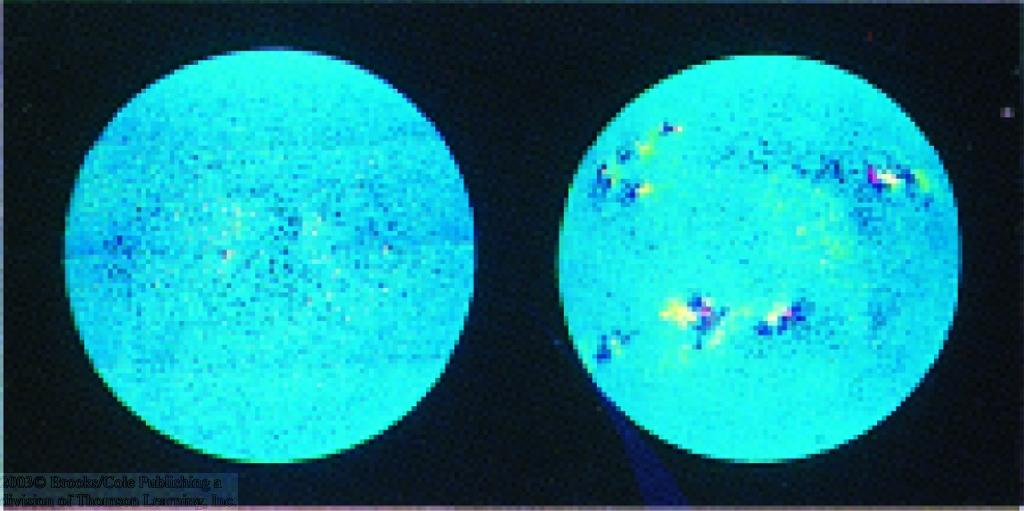 2003© Brooks/Cole Publishing a
division of Thomson Learning, Inc.